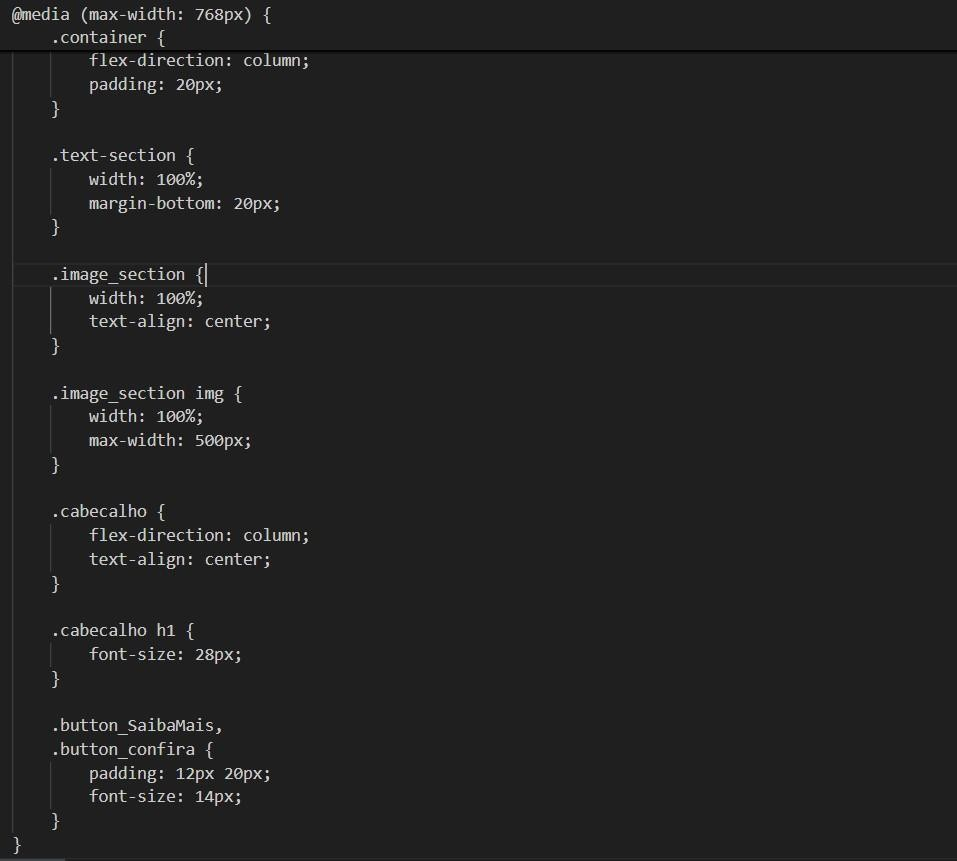 @media (max-width: 768px) {
    .container {
        flex-direction: column;
        padding: 20px;
    }

    .text-section {
        width: 100%;
        margin-bottom: 20px;
    }

    .image_section {
        width: 100%;
        text-align: center;
    }

    .image_section img {
        width: 100%;
        max-width: 500px;
    }

    .cabecalho {
        flex-direction: column;
        text-align: center;
    }

    .cabecalho h1 {
        font-size: 28px;
    }

    .button_SaibaMais,
    .button_confira {
        padding: 12px 20px;
        font-size: 14px;
    }
}